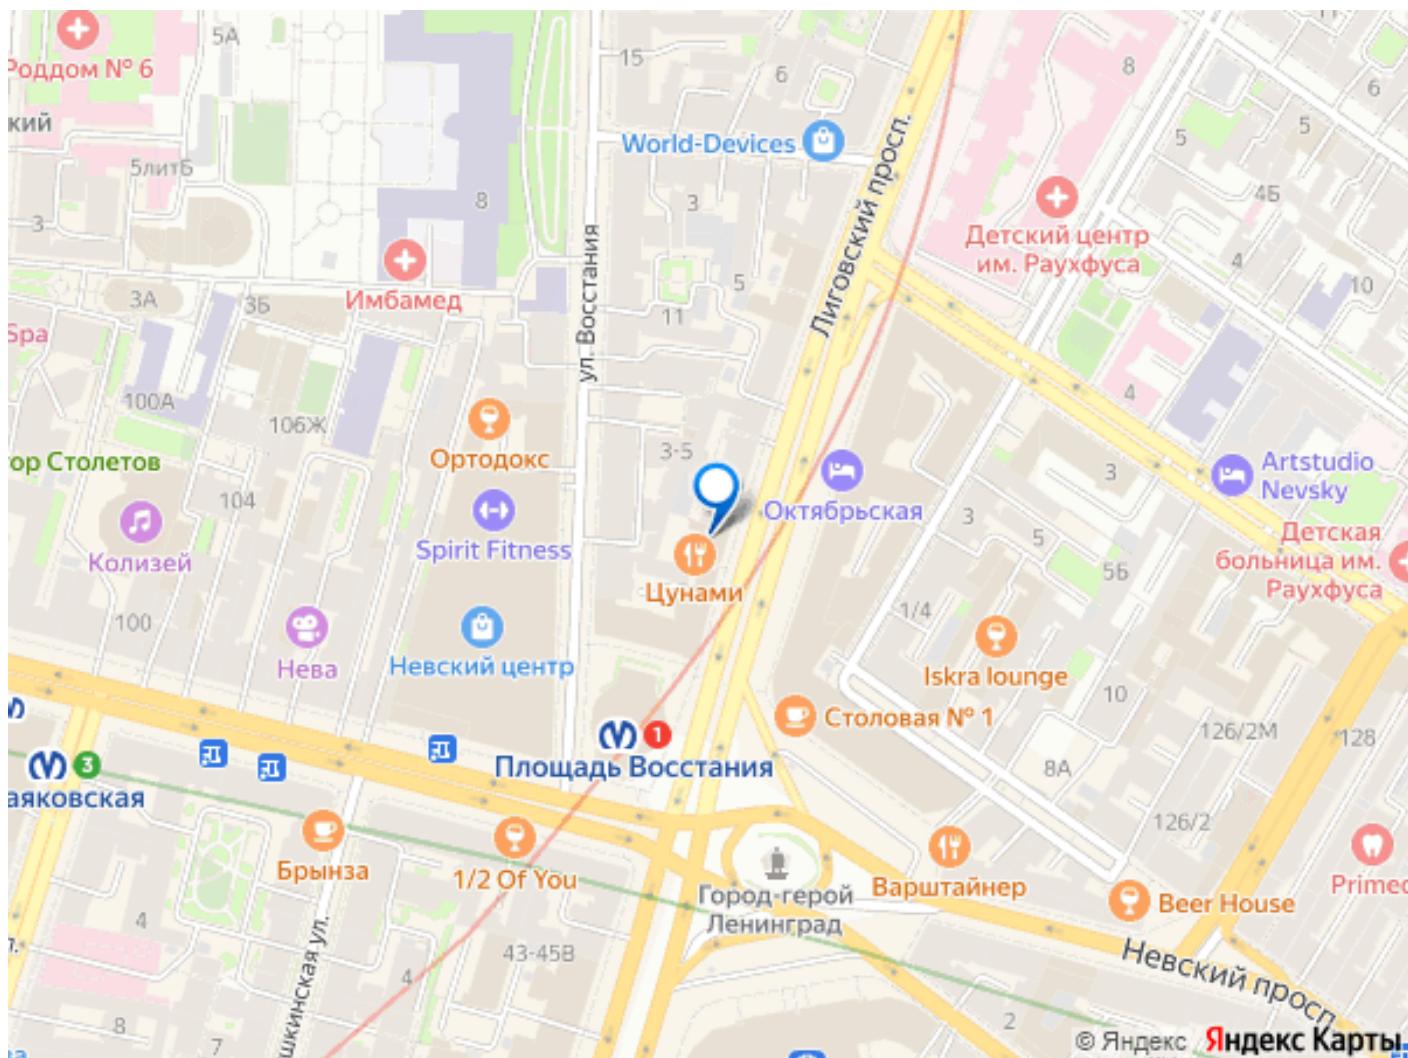 5А
Роддом № 6
кий
5литБ
3
8
15
6
World-Devices
3
5
11
8
6
5
5
4Б
Детский центр
им. Раухфуса
4
10
4
Имбамед
3А
3Б
Spa
ул. Восстания
Лиговский просп.
100А
106Ж
Ортодокс
ор Столетов
104
3-5
Колизей
Spirit Fitness
Октябрьская
3
Artstudio
Nevsky
3
5
5Б
Детская
больница им.
Раухфуса
Цунами
100
1/4
Нева
Невский центр
Iskra lounge
10
Столовая № 1
126/2М
128
1
Площадь Восстания
8А
3
аяковская
126/2
Брынза
1/2 Of You
Город-герой
Ленинград
Варштайнер
Beer House
Primed
4
шкинская ул.
43-45В
4
Невский просп.
8
7
2
© Яндекс Яндекс Карты